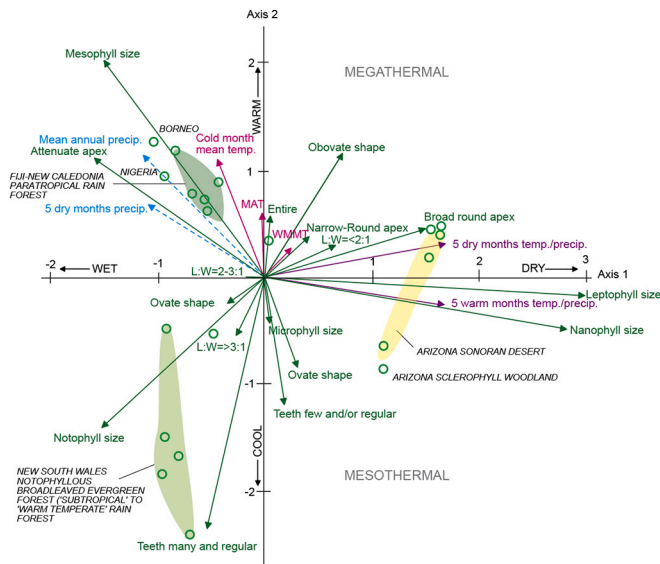 Axis 2
2
Mesophyll size
MEGATHERMAL
WARM
BORNEO
Mean annual precip.
Cold month
mean temp.
Obovate shape
Attenuate apex
1
NIGERIA
FIJI-NEW CALEDONIA
PARATROPICAL RAIN
FOREST
5 dry months precip.
MAT
Entire
Broad round apex
Narrow-Round apex
WMMT
L:W=<2:1
5 dry months temp./precip.
L:W=2-3:1
WET
DRY
Axis 1
-2
-1
1
2
3
Leptophyll size
Ovate shape
5 warm months temp./precip.
Microphyll size
Nanophyll size
L:W=>3:1
ARIZONA SONORAN DESERT
Ovate shape
ARIZONA SCLEROPHYLL WOODLAND
-1
Teeth few and/or regular
Notophyll size
COOL
NEW SOUTH WALES
NOTOPHYLLOUS
BROADLEAVED EVERGREEN
FOREST ('SUBTROPICAL' TO
'WARM TEMPERATE' RAIN
FOREST
MESOTHERMAL
-2
Teeth many and regular